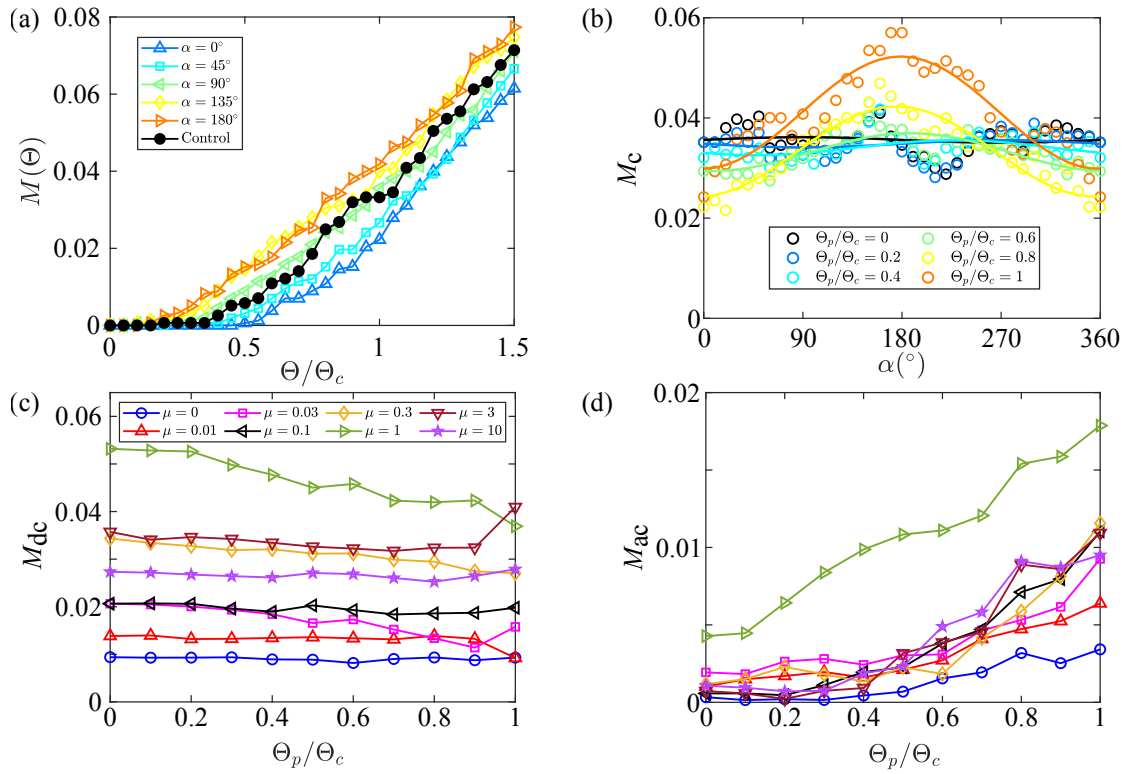 (a)
0.08
0.06
0.04
0.02
0
M(Θ)
α = 0°
α = 45°
α = 90°
α = 135°
α = 180°
Control
0 0.5 1 1.5
Θ/Θc
(b)
0.06
0.04
0.02
0
Mc
Θp/Θc = 0
Θp/Θc = 0.2
Θp/Θc = 0.4
Θp/Θc = 0.6
Θp/Θc = 0.8
Θp/Θc = 1
0 90 180 270 360
α(°)
(c)
0.06
0.04
0.02
0
Mdc
μ = 0 μ = 0.03 μ = 0.3 μ = 3
μ = 0.01 μ = 0.1 μ = 1 μ = 10
0 0.2 0.4 0.6 0.8 1
Θp/Θc
(d)
0.02
0.01
0
Mac
0 0.2 0.4 0.6 0.8 1
Θp/Θc